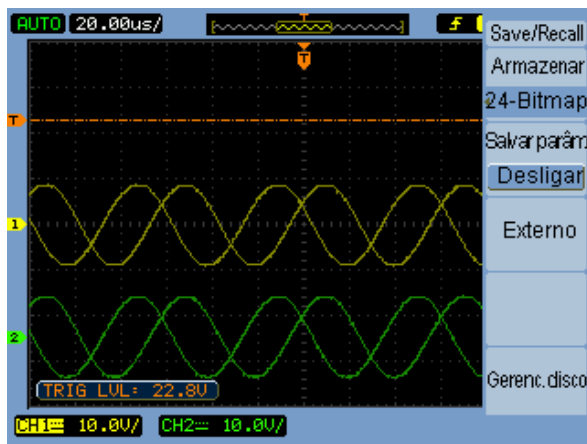 AUTO 20.00us/
T
T
T
1
2
TRIG LVL= 22.8V
CH1 10.0V/ CH2 10.0V/
Save/Recall
Armazenar
24-Bitmap
Salvar parâm
Desligar
Externo
Gerenc.disco